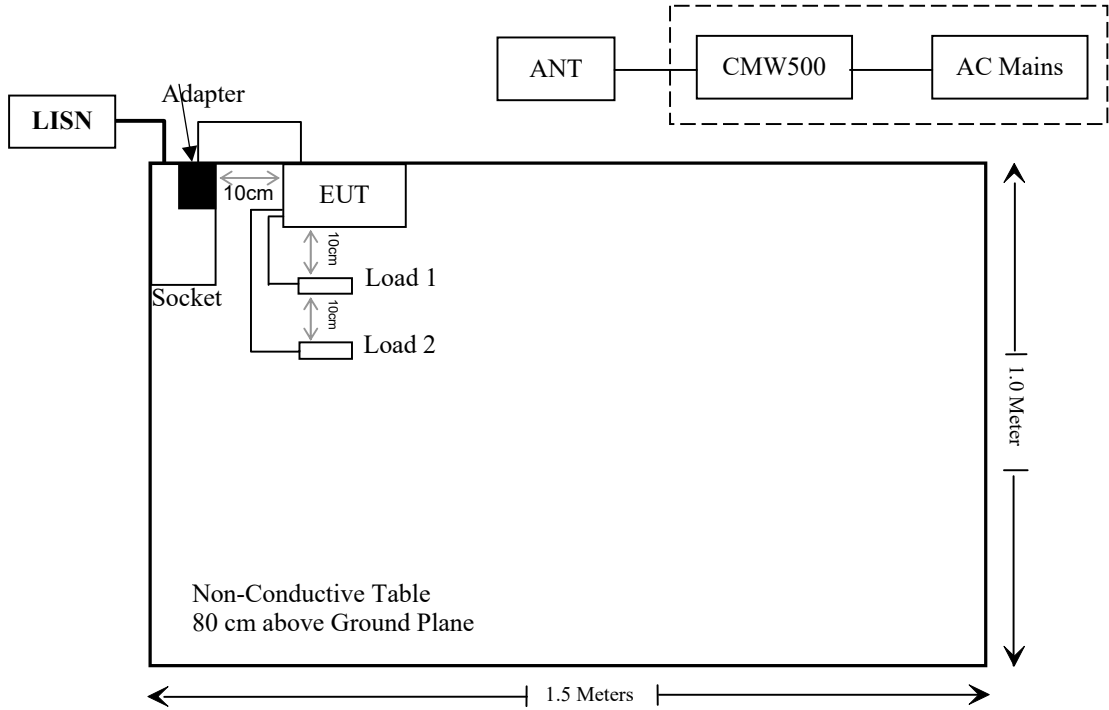 ANT
CMW500
AC Mains
Adapter
LISN
10cm
EUT
10cm
Load 1
Socket
10cm
Load 2
1.0 Meter
Non-Conductive Table
80 cm above Ground Plane
1.5 Meters